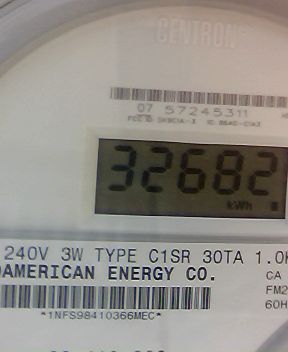 CENTRON
07 57245311
32682
kWh
240V 3W TYPE C1SR 30TA 1.0K
AMERICAN ENERGY CO.
CA
FM2
60H
*1NFS98410366MEC*